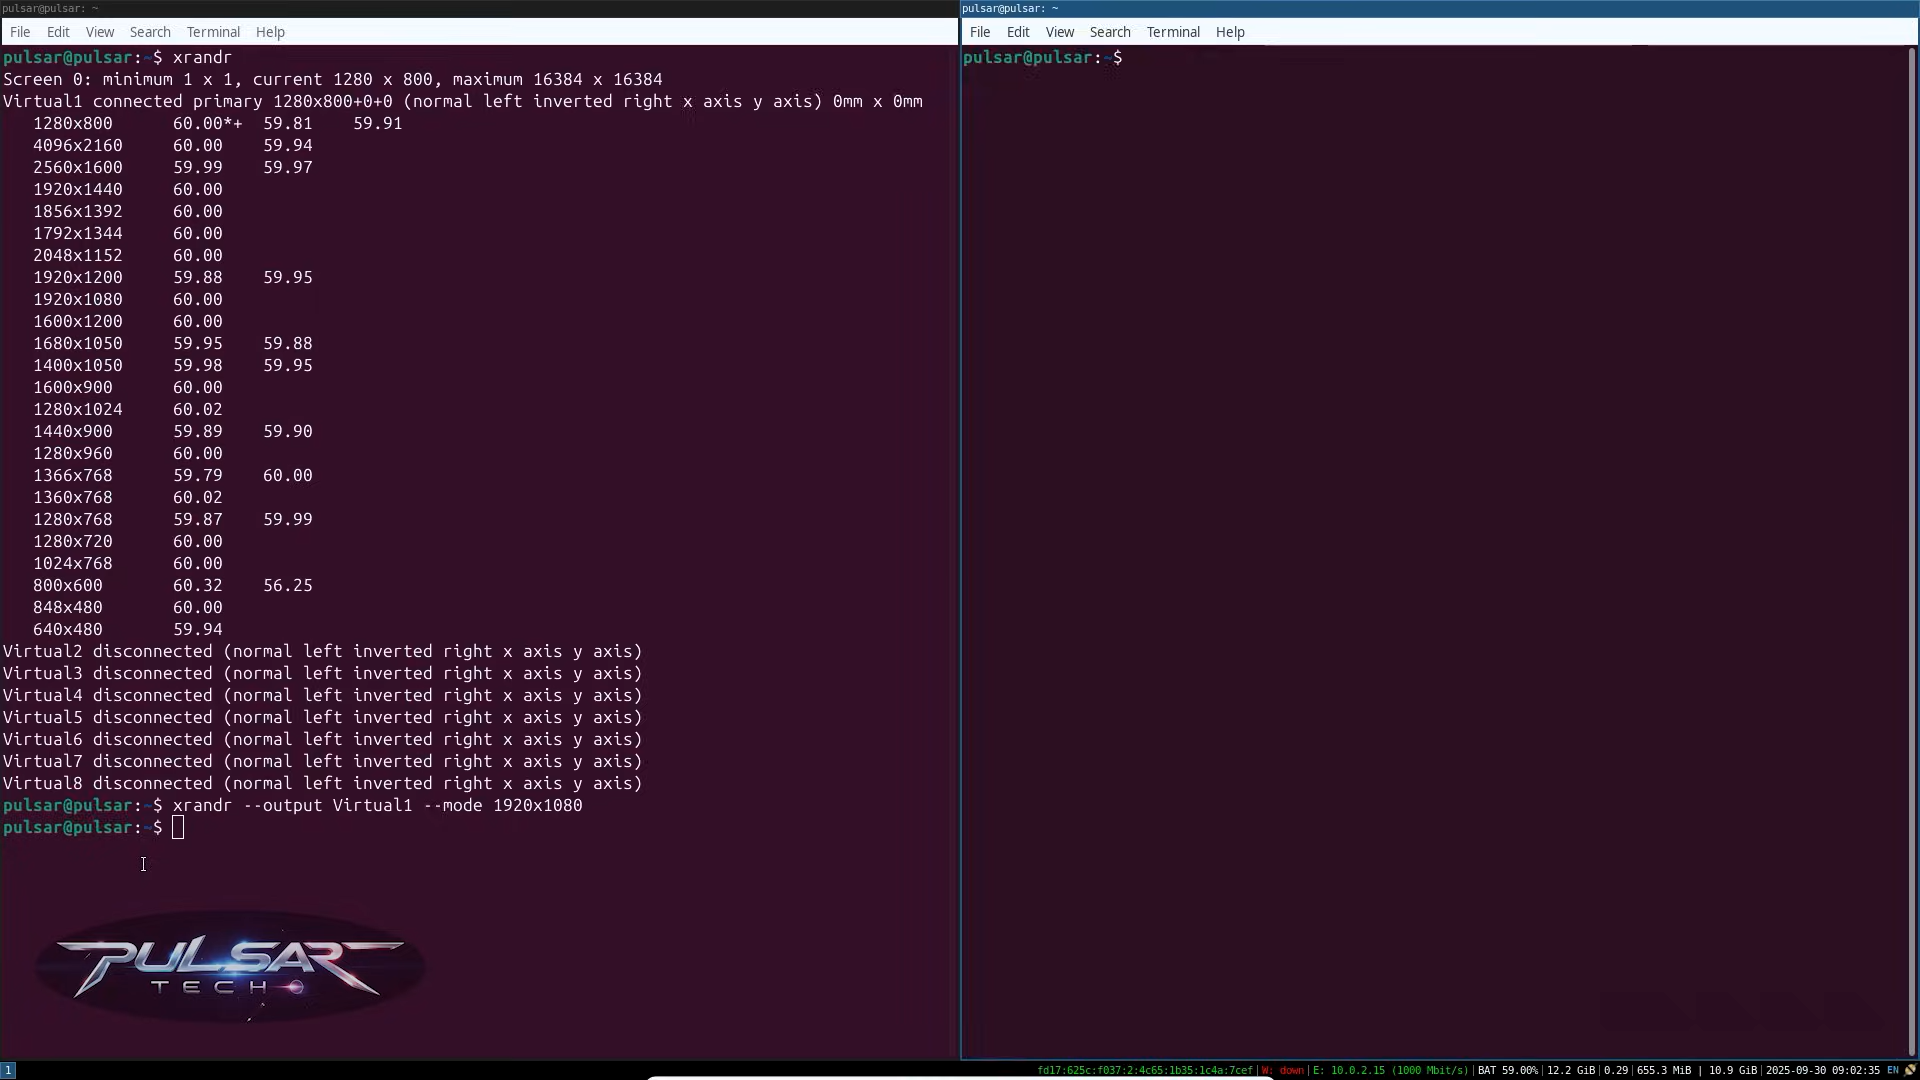 pulsar@pulsar: ~
File Edit View Search Terminal Help
pulsar@pulsar:~$ xrandr
Screen 0: minimum 1 x 1, current 1280 x 800, maximum 16384 x 16384
Virtual1 connected primary 1280x800+0+0 (normal left inverted right x axis y axis) 0mm x 0mm
1280x800 60.00*+ 59.81 59.91
4096x2160 60.00 59.94
2560x1600 59.99 59.97
1920x1440 60.00
1856x1392 60.00
1792x1344 60.00
2048x1152 60.00
1920x1200 59.88 59.95
1920x1080 60.00
1600x1200 60.00
1680x1050 59.95 59.88
1400x1050 59.98 59.95
1600x900 60.00
1280x1024 60.02
1440x900 59.89 59.90
1280x960 60.00
1366x768 59.79 60.00
1360x768 60.02
1280x768 59.87 59.99
1280x720 60.00
1024x768 60.00
800x600 60.32 56.25
848x480 60.00
640x480 59.94
Virtual2 disconnected (normal left inverted right x axis y axis)
Virtual3 disconnected (normal left inverted right x axis y axis)
Virtual4 disconnected (normal left inverted right x axis y axis)
Virtual5 disconnected (normal left inverted right x axis y axis)
Virtual6 disconnected (normal left inverted right x axis y axis)
Virtual7 disconnected (normal left inverted right x axis y axis)
Virtual8 disconnected (normal left inverted right x axis y axis)
pulsar@pulsar:~$ xrandr --output Virtual1 --mode 1920x1080
pulsar@pulsar:~$
PULSAR
TECH
pulsar@pulsar: ~
File Edit View Search Terminal Help
pulsar@pulsar:~$
1
fd17:625c:f037:2:4c65:1b35:1c4a:7cef|W: down|E: 10.0.2.15 (1000 Mbit/s)|BAT 59.00%|12.2 GiB|0.29|655.3 MiB | 10.9 GiB|2025-09-30 09:02:35 EN